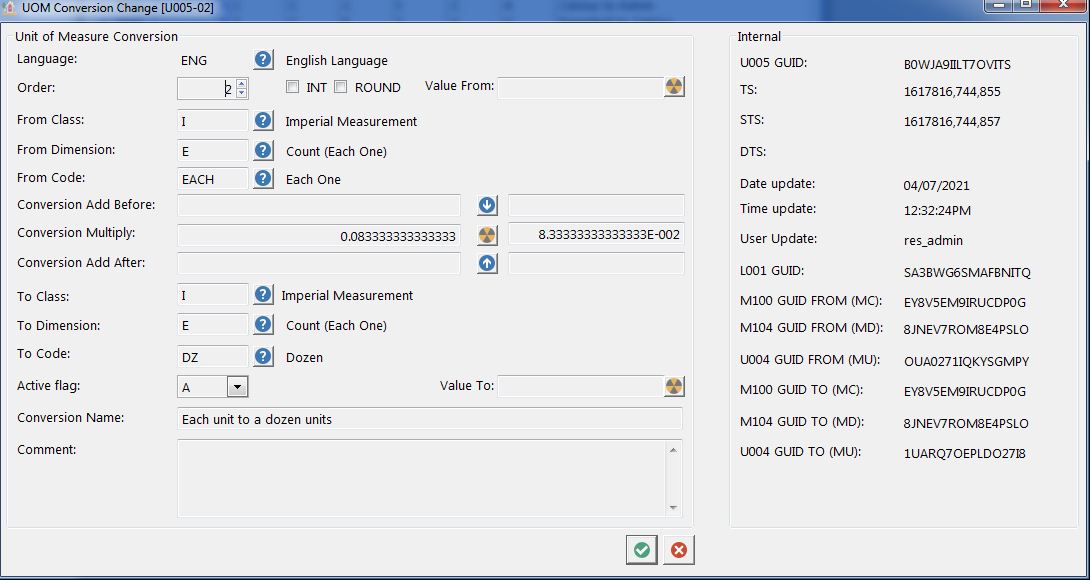 UOM Conversion Change [U005-02]
Unit of Measure Conversion
Language: ENG ? English Language
Order: 2 INT ROUND Value From:
From Class: I ? Imperial Measurement
From Dimension: E ? Count (Each One)
From Code: EACH ? Each One
Conversion Add Before:
Conversion Multiply: 0.083333333333333 8.33333333333333E-002
Conversion Add After:
To Class: I ? Imperial Measurement
To Dimension: E ? Count (Each One)
To Code: DZ ? Dozen
Active flag: A Value To:
Conversion Name: Each unit to a dozen units
Comment:
Internal
U005 GUID: B0WJA9IILT7OVITS
TS: 1617816,744,855
STS: 1617816,744,857
DTS:
Date update: 04/07/2021
Time update: 12:32:24PM
User Update: res_admin
L001 GUID: SA3BWG6SMAFBNITQ
M100 GUID FROM (MC): EY8V5EM9IRUCDP0G
M104 GUID FROM (MD): 8JNEV7ROM8E4PSLO
U004 GUID FROM (MU): OUA0271IQKYSGMPY
M100 GUID TO (MC): EY8V5EM9IRUCDP0G
M104 GUID TO (MD): 8JNEV7ROM8E4PSLO
U004 GUID TO (MU): 1UARQ7OEPLDO27I8